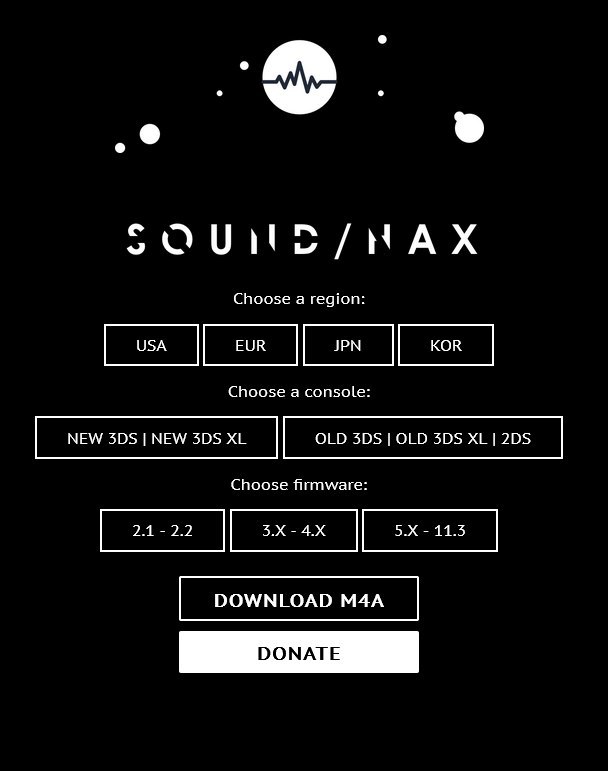 SOUND/NAX
Choose a region:
USA EUR JPN KOR
Choose a console:
NEW 3DS | NEW 3DS XL OLD 3DS | OLD 3DS XL | 2DS
Choose firmware:
2.1 - 2.2 3.X - 4.X 5.X - 11.3
DOWNLOAD M4A
DONATE